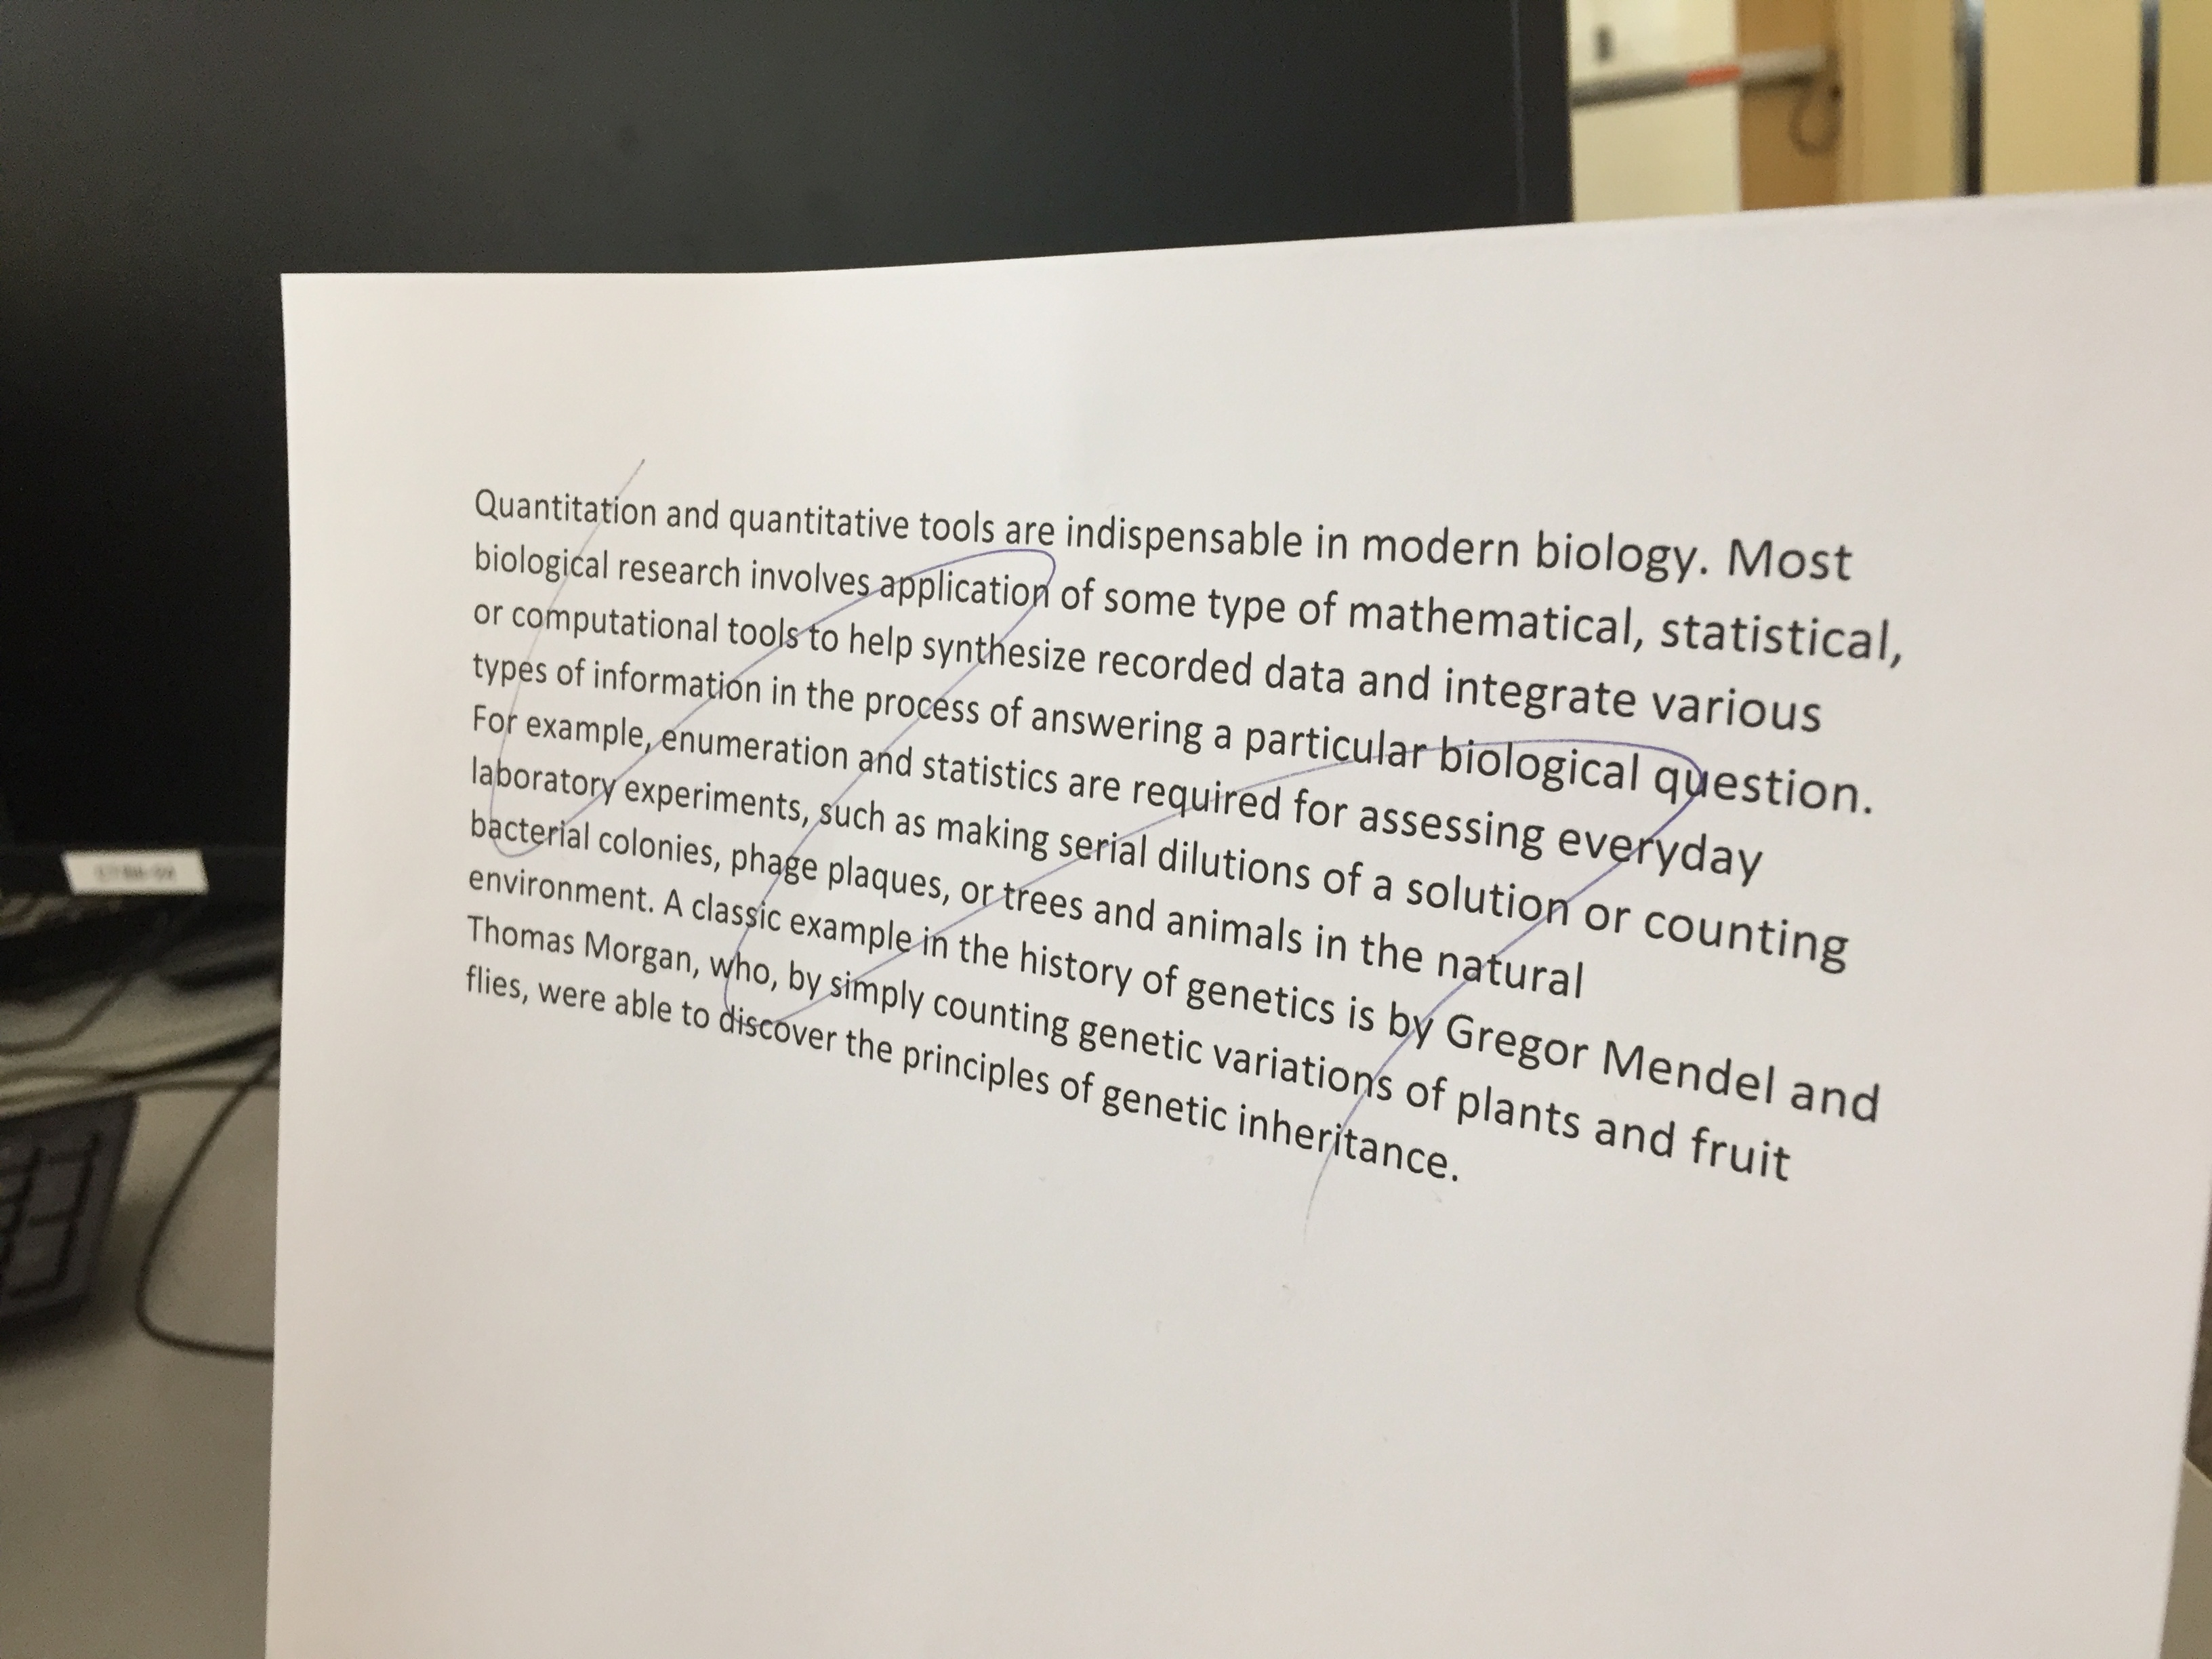 Quantitation and quantitative tools are indispensable in modern biology. Most
biological research involves application of some type of mathematical, statistical,
or computational tools to help synthesize recorded data and integrate various
types of information in the process of answering a particular biological question.
For example, enumeration and statistics are required for assessing everyday
laboratory experiments, such as making serial dilutions of a solution or counting
bacterial colonies, phage plaques, or trees and animals in the natural
environment. A classic example in the history of genetics is by Gregor Mendel and
Thomas Morgan, who, by simply counting genetic variations of plants and fruit
flies, were able to discover the principles of genetic inheritance.